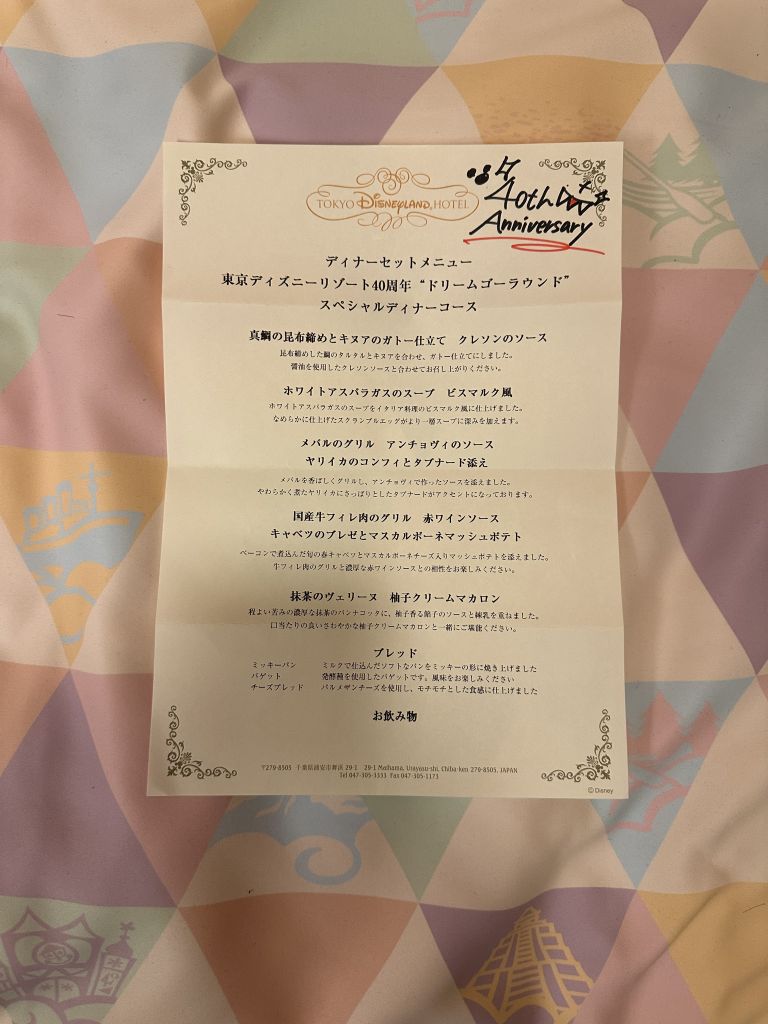 TOKYO DISNEYLAND HOTEL
40th
Anniversary
ディナーセットメニュー
東京ディズニーリゾート40周年 “ドリームゴーラウンド”
スペシャルディナーコース
真鯛の昆布締めとキヌアのガトー仕立て クレソンのソース
昆布締めした鯛のタルタルとキヌアを合わせ、ガトー仕立てにしました。
醤油を使用したクレソンソースと合わせてお召し上がりください。
ホワイトアスパラガスのスープ ビスマルク風
ホワイトアスパラガスのスープをイタリア料理のビスマルク風に仕上げました。
なめらかに仕上げたスクランブルエッグがより一層スープに深みを加えます。
メバルのグリル アンチョヴィのソース
ヤリイカのコンフィとタプナード添え
メバルを香ばしくグリルし、アンチョヴィで作ったソースを添えました。
やわらかく煮たヤリイカにさっぱりとしたタプナードがアクセントになっております。
国産牛フィレ肉のグリル 赤ワインソース
キャベツのブレゼとマスカルポーネマッシュポテト
ベーコンで煮込んだ旬の春キャベツとマスカルポーネチーズ入りマッシュポテトを添えました。
牛フィレ肉のグリルと濃厚な赤ワインソースとの相性をお楽しみください。
抹茶のヴェリーヌ 柚子クリームマカロン
程よい苦みの濃厚な抹茶のパンナコッタに、柚子香る餡子のソースと練乳を重ねました。
口当たりの良いさわやかな柚子クリームマカロンと一緒にご堪能ください。
ブレッド
ミッキーパン ミルクで仕込んだソフトなパンをミッキーの形に焼き上げました
バゲット 発酵種を使用したバゲットです。風味をお楽しみください
チーズブレッド パルメザンチーズを使用し、モチモチとした食感に仕上げました
お飲み物
〒279-8505 千葉県浦安市舞浜 29-1 29-1 Maihama, Urayasu-shi, Chiba-ken 279-8505, JAPAN
Tel 047-305-3333 Fax 047-305-1173
© Disney